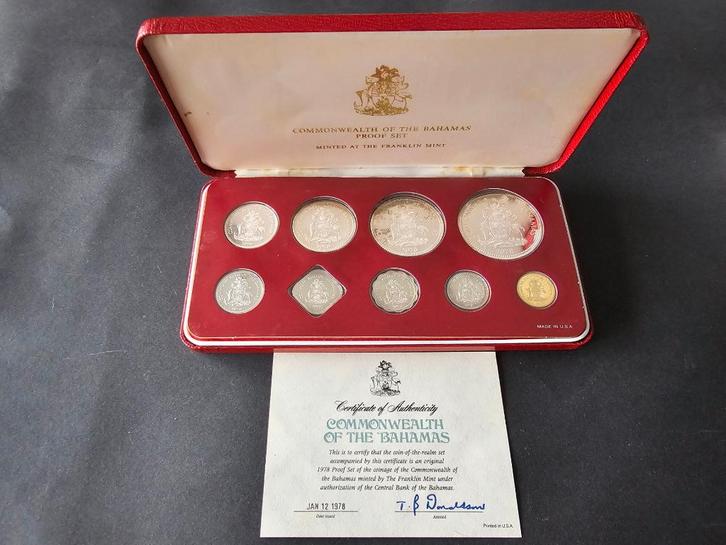 COMMONWEALTH OF THE BAHAMAS
PROOF SET
MINTED AT THE FRANKLIN MINT
MADE IN U.S.A.
Certificate of Authenticity
COMMONWEALTH
OF THE BAHAMAS
This is to certify that the coin-of-the-realm set
accompanied by this certificate is an original
1978 Proof Set of the coinage of the Commonwealth of
the Bahamas minted by The Franklin Mint under
authorization of the Central Bank of the Bahamas.
JAN 12 1978
T. B Donaldson
Date issued
Attested
Printed in U.S.A.